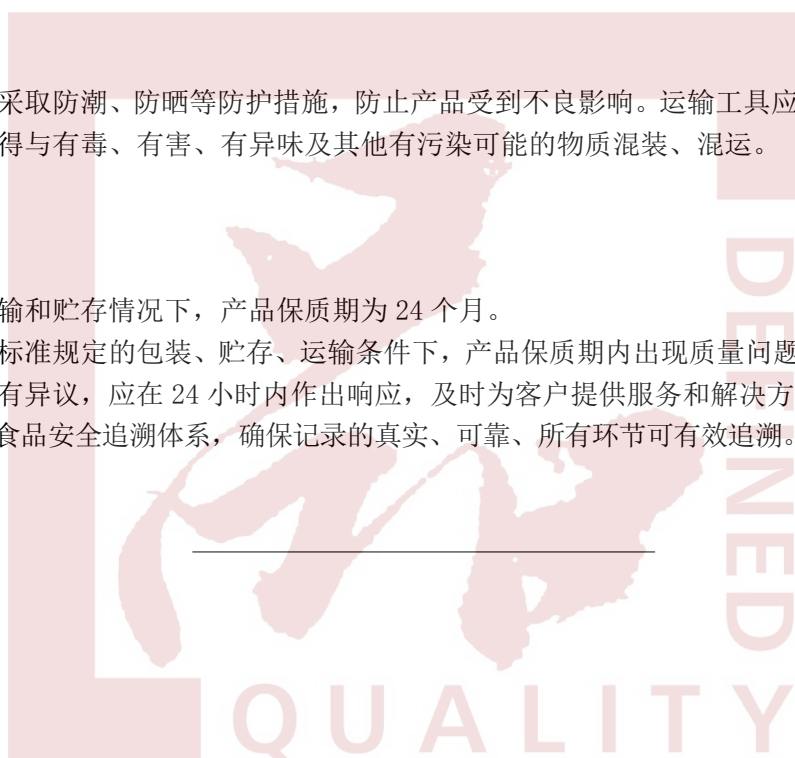 采取防潮、防晒等防护措施，防止产品受到不良影响。运输工具应
得与有毒、有害、有异味及其他有污染可能的物质混装、混运。
输和贮存情况下，产品保质期为 24 个月。
标准规定的包装、贮存、运输条件下，产品保质期内出现质量问题
有异议，应在 24 小时内作出响应，及时为客户提供服务和解决方
食品安全追溯体系，确保记录的真实、可靠、所有环节可有效追溯。
DEFINED
QUALITY